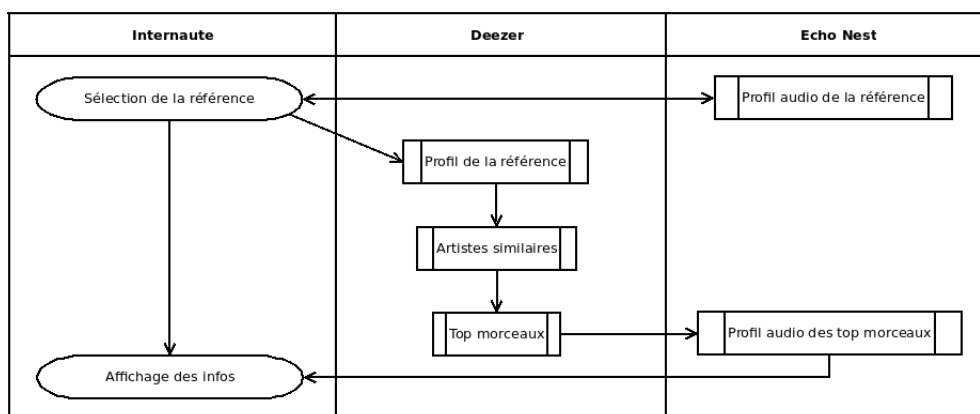 Internaute
Deezer
Echo Nest
Sélection de la référence
Profil audio de la référence
Profil de la référence
Artistes similaires
Top morceaux
Profil audio des top morceaux
Affichage des infos